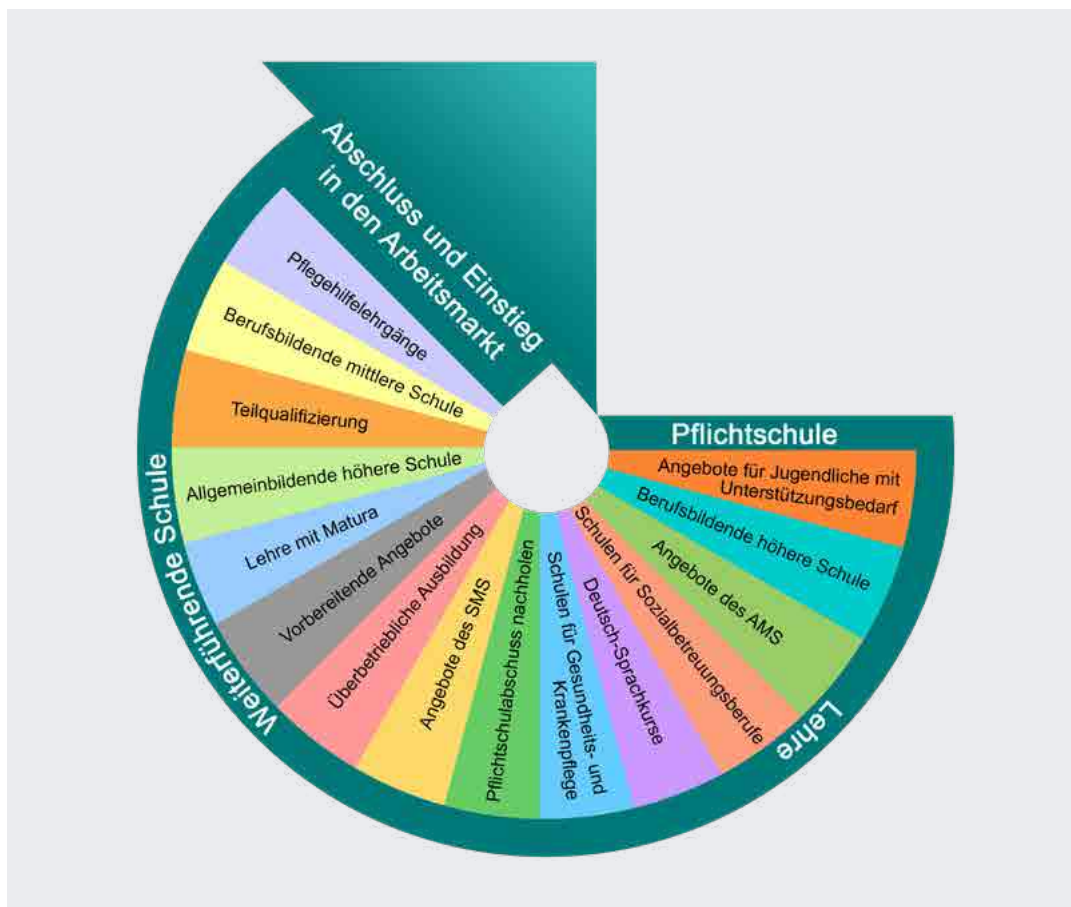 Abschluss und Einstieg
in den Arbeitsmarkt
Pflichtschule
Angebote für Jugendliche mit
Unterstützungsbedarf
Berufsbildende höhere Schule
Angebote des AMS
Schulen für Sozialbetreuungsberufe
Deutsch-Sprachkurse
Schulen für Gesundheits- und
Krankenpflege
Pflichtschulabschuss nachholen
Angebote des SMS
Überbetriebliche Ausbildung
Vorbereitende Angebote
Lehre mit Matura
Allgemeinbildende höhere Schule
Teilqualifizierung
Berufsbildende mittlere Schule
Pflegehilfelehrgänge
Lehre
Weiterführende Schule